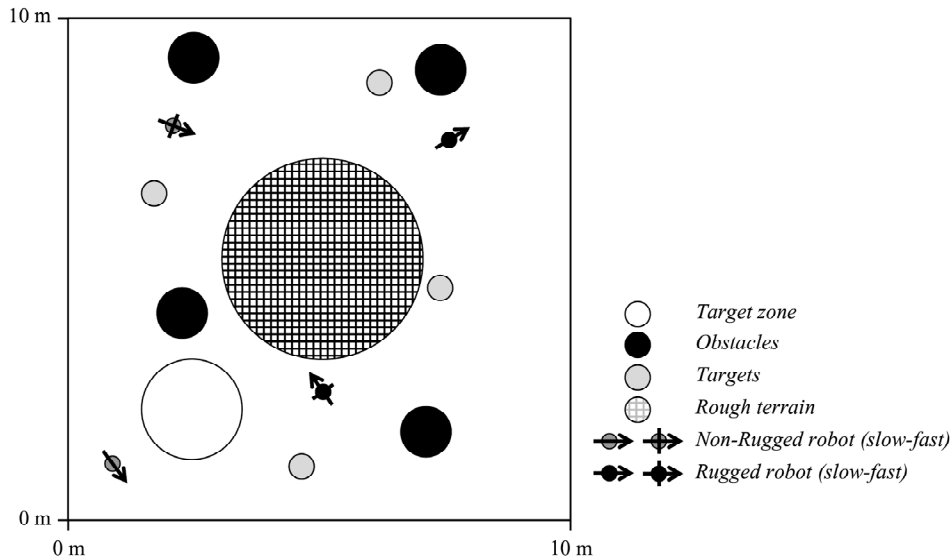 10 m
0 m
0 m
10 m
Target zone
Obstacles
Targets
Rough terrain
Non-Rugged robot (slow-fast)
Rugged robot (slow-fast)